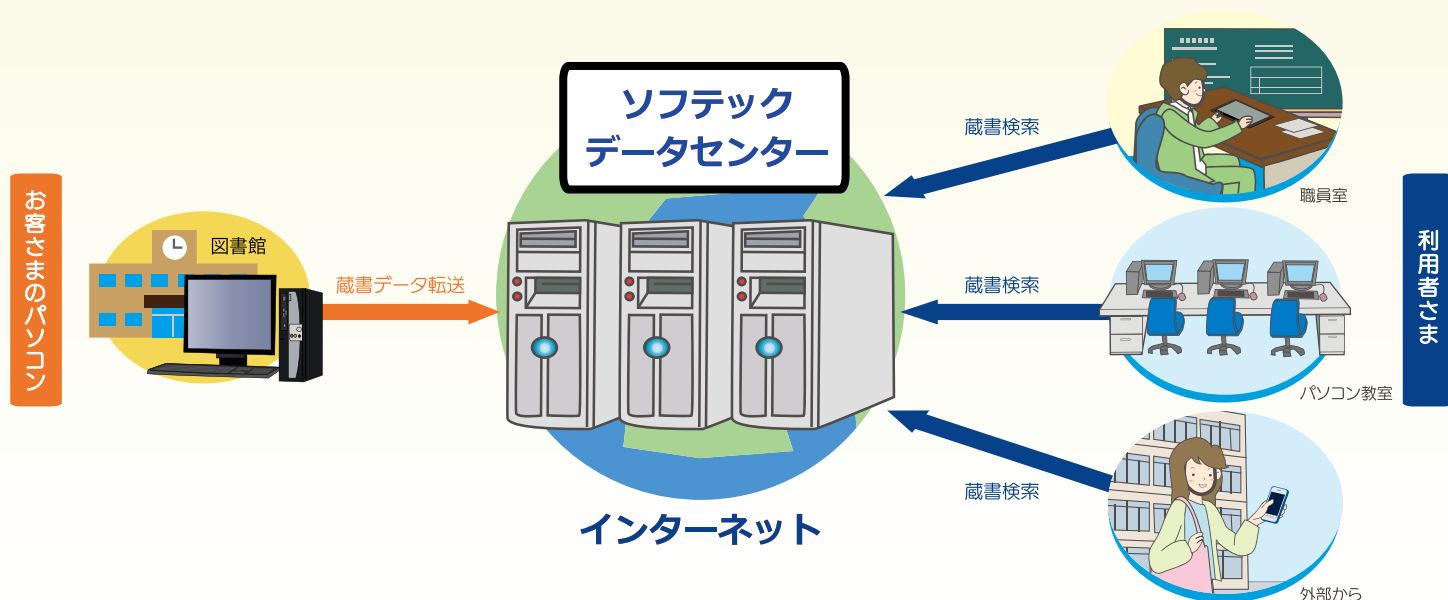 お客さまのパソコン
図書館
蔵書データ転送
ソフテック
データセンター
インターネット
蔵書検索
職員室
蔵書検索
パソコン教室
蔵書検索
外部から
利用者さま